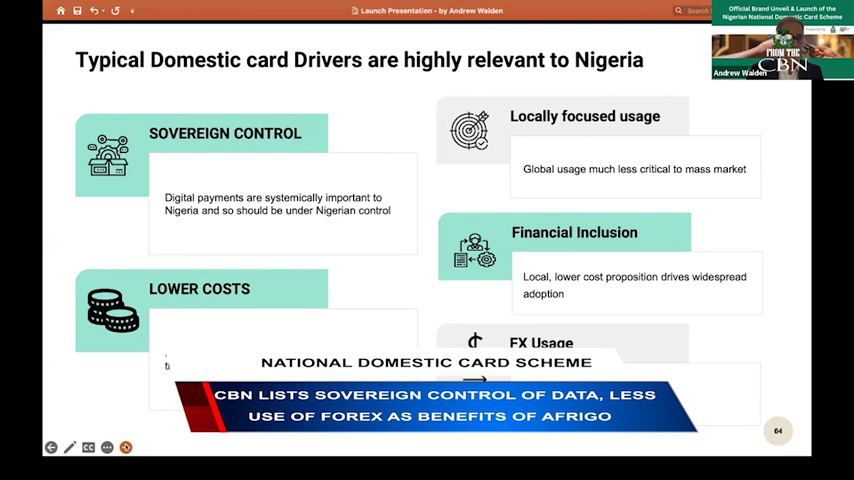 Launch Presentation - by Andrew Walden
Search
Official Brand Unveil & Launch of the
Nigerian National Domestic Card Scheme
FROM THE
CBN
Andrew Walden
Typical Domestic card Drivers are highly relevant to Nigeria
SOVEREIGN CONTROL
Digital payments are systemically important to
Nigeria and so should be under Nigerian control
LOWER COSTS
Locally focused usage
Global usage much less critical to mass market
Financial Inclusion
Local, lower cost proposition drives widespread
adoption
FX Usage
NATIONAL DOMESTIC CARD SCHEME
CBN LISTS SOVEREIGN CONTROL OF DATA, LESS
USE OF FOREX AS BENEFITS OF AFRIGO
CC
04